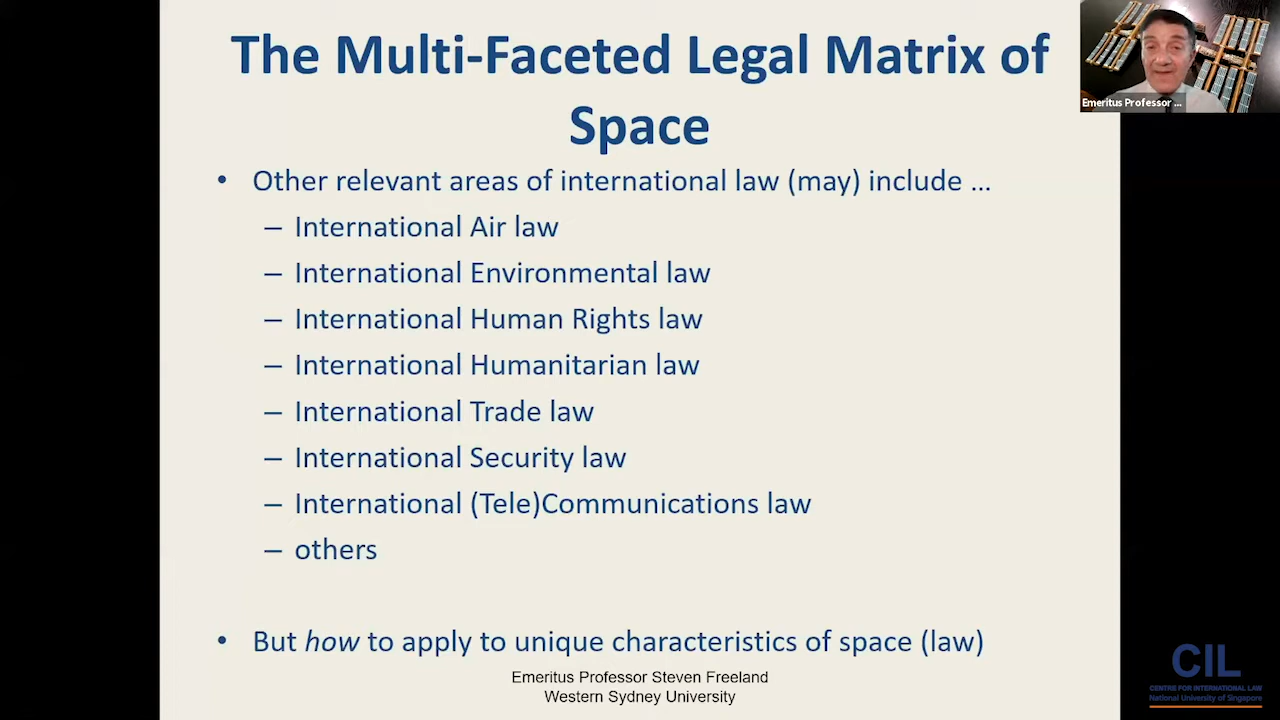 The Multi-Faceted Legal Matrix of
Space
• Other relevant areas of international law (may) include ...
– International Air law
– International Environmental law
– International Human Rights law
– International Humanitarian law
– International Trade law
– International Security law
– International (Tele)Communications law
– others
• But how to apply to unique characteristics of space (law)
Emeritus Professor Steven Freeland
Western Sydney University
Emeritus Professor ...
CIL
CENTRE FOR INTERNATIONAL LAW
National University of Singapore